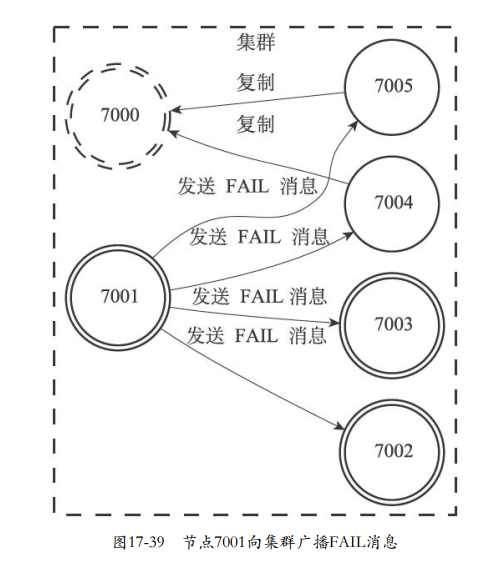 集群
复制
7005
7000
复制
发送 FAIL 消息
7004
发送 FAIL 消息
7001
发送 FAIL 消息
7003
发送 FAIL 消息
7002
图17-39 节点7001向集群广播FAIL消息